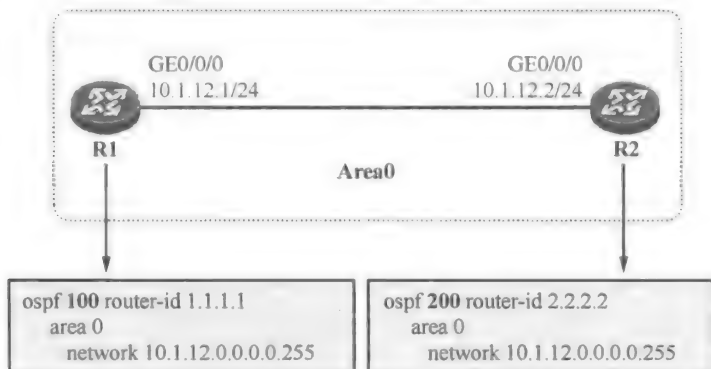 GE0/0/0
10.1.12.1/24
GE0/0/0
10.1.12.2/24
R1
R2
Area0
ospf 100 router-id 1.1.1.1
area 0
network 10.1.12.0.0.0.0.255
ospf 200 router-id 2.2.2.2
area 0
network 10.1.12.0.0.0.0.255